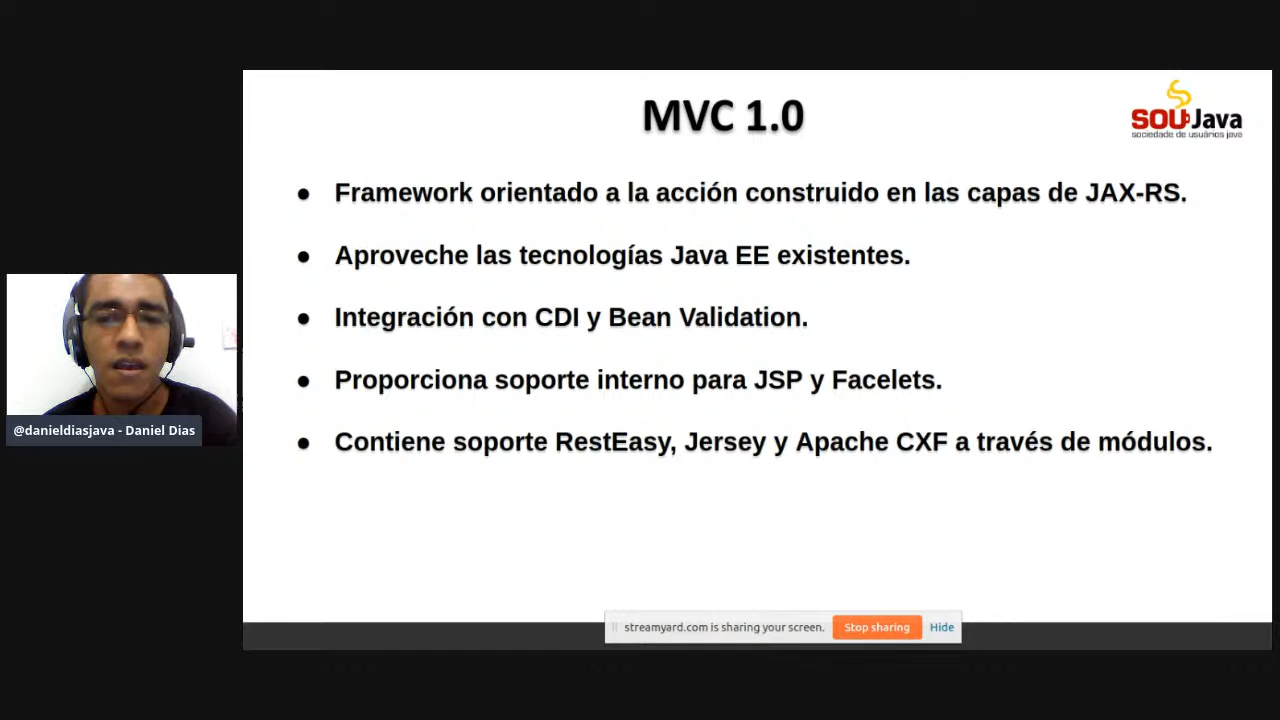 MVC 1.0
SOUJava
sociedade de usuários java
● Framework orientado a la acción construido en las capas de JAX-RS.
● Aproveche las tecnologías Java EE existentes.
● Integración con CDI y Bean Validation.
● Proporciona soporte interno para JSP y Facelets.
● Contiene soporte RestEasy, Jersey y Apache CXF a través de módulos.
@danieldiasjava - Daniel Dias
streamyard.com is sharing your screen. Stop sharing Hide